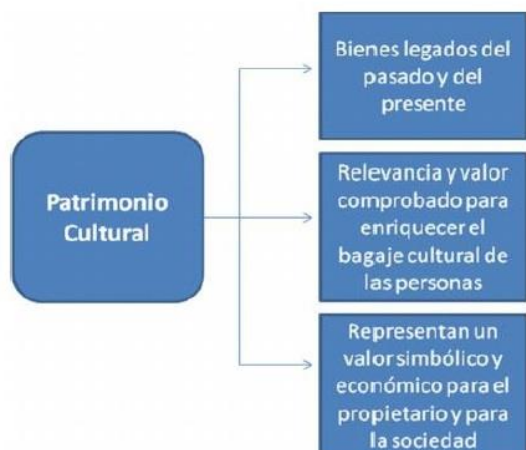 Patrimonio
Cultural
Bienes legados del
pasado y del
presente
Relevancia y valor
comprobado para
enriquecer el
bagaje cultural de
las personas
Representan un
valor simbólico y
económico para el
propietario y para
la sociedad